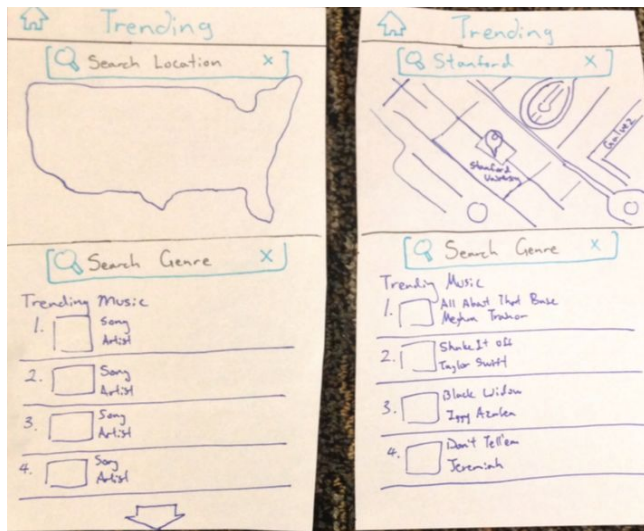 Trending
Search Location X
Search Genre X
Trending Music
1. Song
Artist
2. Song
Artist
3. Song
Artist
4. Song
Artist
Trending
Stanford X
Galvez
Stanford
University
Search Genre X
Trending Music
1. All About That Base
Meghan Trainor
2. Shake It Off
Taylor Swift
3. Black Widow
Iggy Azalea
4. Don't Tell'em
Jeremiah